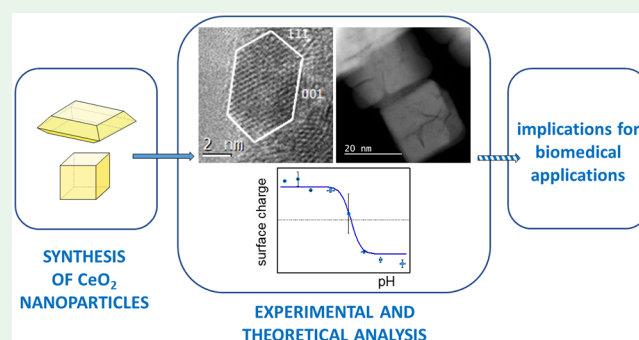 SYNTHESIS
OF CeO₂
NANOPARTICLES
111
001
2 nm
20 nm
surface charge
pH
EXPERIMENTAL AND
THEORETICAL ANALYSIS
implications for
biomedical
applications